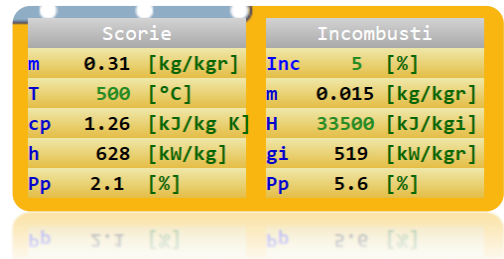 Scorie
m 0.31 [kg/kgr]
T 500 [°C]
cp 1.26 [kJ/kg K]
h 628 [kW/kg]
Pp 2.1 [%]
Incombusti
Inc 5 [%]
m 0.015 [kg/kgr]
H 33500 [kJ/kgi]
gi 519 [kW/kgr]
Pp 5.6 [%]